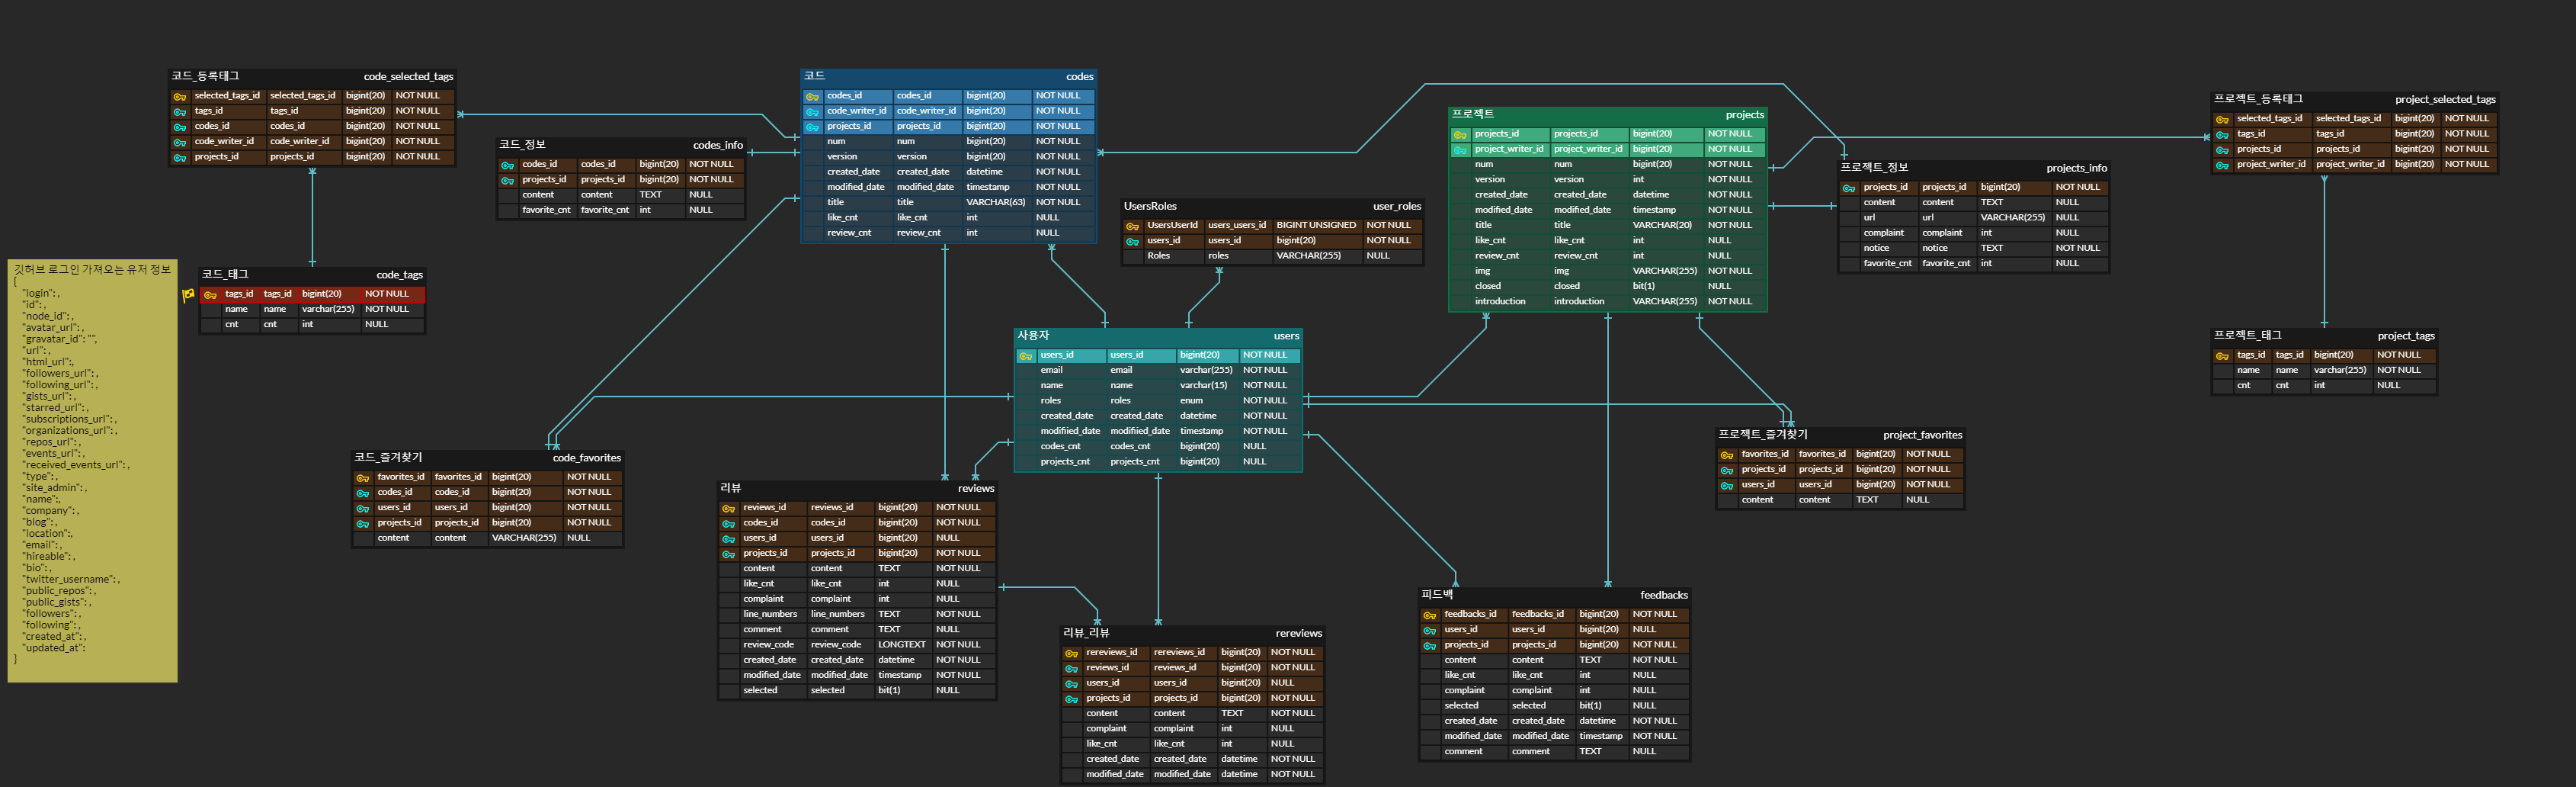 코드_등록태그 code_selected_tags
selected_tags_id selected_tags_id bigint(20) NOT NULL
tags_id tags_id bigint(20) NOT NULL
codes_id codes_id bigint(20) NOT NULL
code_writer_id code_writer_id bigint(20) NOT NULL
projects_id projects_id bigint(20) NOT NULL
코드_정보 codes_info
codes_id codes_id bigint(20) NOT NULL
projects_id projects_id bigint(20) NOT NULL
content content TEXT NULL
favorite_cnt favorite_cnt int NULL
코드 codes
codes_id codes_id bigint(20) NOT NULL
code_writer_id code_writer_id bigint(20) NOT NULL
projects_id projects_id bigint(20) NOT NULL
num num bigint(20) NOT NULL
version version bigint(20) NOT NULL
created_date created_date datetime NOT NULL
modified_date modified_date timestamp NOT NULL
title title VARCHAR(63) NOT NULL
like_cnt like_cnt int NULL
review_cnt review_cnt int NULL
UsersRoles user_roles
UsersUserId users_users_id BIGINT UNSIGNED NOT NULL
users_id users_id bigint(20) NOT NULL
Roles roles VARCHAR(255) NULL
프로젝트 projects
projects_id projects_id bigint(20) NOT NULL
project_writer_id project_writer_id bigint(20) NOT NULL
num num bigint(20) NOT NULL
version version int NOT NULL
created_date created_date datetime NOT NULL
modified_date modified_date timestamp NOT NULL
title title VARCHAR(20) NOT NULL
like_cnt like_cnt int NULL
review_cnt review_cnt int NULL
img img VARCHAR(255) NOT NULL
closed closed bit(1) NULL
introduction introduction VARCHAR(255) NOT NULL
프로젝트_정보 projects_info
projects_id projects_id bigint(20) NOT NULL
content content TEXT NULL
url url VARCHAR(255) NULL
complaint complaint int NULL
notice notice TEXT NOT NULL
favorite_cnt favorite_cnt int NULL
프로젝트_등록태그 project_selected_tags
selected_tags_id selected_tags_id bigint(20) NOT NULL
tags_id tags_id bigint(20) NOT NULL
projects_id projects_id bigint(20) NOT NULL
project_writer_id project_writer_id bigint(20) NOT NULL
깃허브 로그인 가져오는 유저 정보
{
"login": ,
"id": ,
"node_id": ,
"avatar_url": ,
"gravatar_id": "",
"url": ,
"html_url":,
"followers_url": ,
"following_url": ,
"gists_url": ,
"starred_url": ,
"subscriptions_url": ,
"organizations_url": ,
"repos_url": ,
"events_url": ,
"received_events_url": ,
"type": ,
"site_admin": ,
"name":,
"company": ,
"blog": ,
"location":,
"email": ,
"hireable": ,
"bio": ,
"twitter_username": ,
"public_repos": ,
"public_gists": ,
"followers": ,
"following": ,
"created_at": ,
"updated_at":
}
코드_태그 code_tags
tags_id tags_id bigint(20) NOT NULL
name name varchar(255) NOT NULL
cnt cnt int NULL
사용자 users
users_id users_id bigint(20) NOT NULL
email email varchar(255) NOT NULL
name name varchar(15) NOT NULL
roles roles enum NOT NULL
created_date created_date datetime NOT NULL
modifiied_date modifiied_date timestamp NOT NULL
codes_cnt codes_cnt bigint(20) NULL
projects_cnt projects_cnt bigint(20) NULL
프로젝트_태그 project_tags
tags_id tags_id bigint(20) NOT NULL
name name varchar(255) NOT NULL
cnt cnt int NULL
코드_즐겨찾기 code_favorites
favorites_id favorites_id bigint(20) NOT NULL
codes_id codes_id bigint(20) NOT NULL
users_id users_id bigint(20) NOT NULL
projects_id projects_id bigint(20) NOT NULL
content content VARCHAR(255) NULL
프로젝트_즐겨찾기 project_favorites
favorites_id favorites_id bigint(20) NOT NULL
projects_id projects_id bigint(20) NOT NULL
users_id users_id bigint(20) NOT NULL
content content TEXT NULL
리뷰 reviews
reviews_id reviews_id bigint(20) NOT NULL
codes_id codes_id bigint(20) NOT NULL
users_id users_id bigint(20) NULL
projects_id projects_id bigint(20) NOT NULL
content content TEXT NOT NULL
like_cnt like_cnt int NULL
complaint complaint int NULL
line_numbers line_numbers TEXT NOT NULL
comment comment TEXT NULL
review_code review_code LONGTEXT NOT NULL
created_date created_date datetime NOT NULL
modified_date modified_date timestamp NOT NULL
selected selected bit(1) NULL
리뷰_리뷰 rereviews
rereviews_id rereviews_id bigint(20) NOT NULL
reviews_id reviews_id bigint(20) NOT NULL
users_id users_id bigint(20) NULL
projects_id projects_id bigint(20) NOT NULL
content content TEXT NOT NULL
complaint complaint int NULL
like_cnt like_cnt int NULL
created_date created_date datetime NOT NULL
modified_date modified_date datetime NOT NULL
피드백 feedbacks
feedbacks_id feedbacks_id bigint(20) NOT NULL
users_id users_id bigint(20) NULL
projects_id projects_id bigint(20) NOT NULL
content content TEXT NOT NULL
like_cnt like_cnt int NULL
complaint complaint int NULL
selected selected bit(1) NULL
created_date created_date datetime NOT NULL
modified_date modified_date timestamp NOT NULL
comment comment TEXT NULL